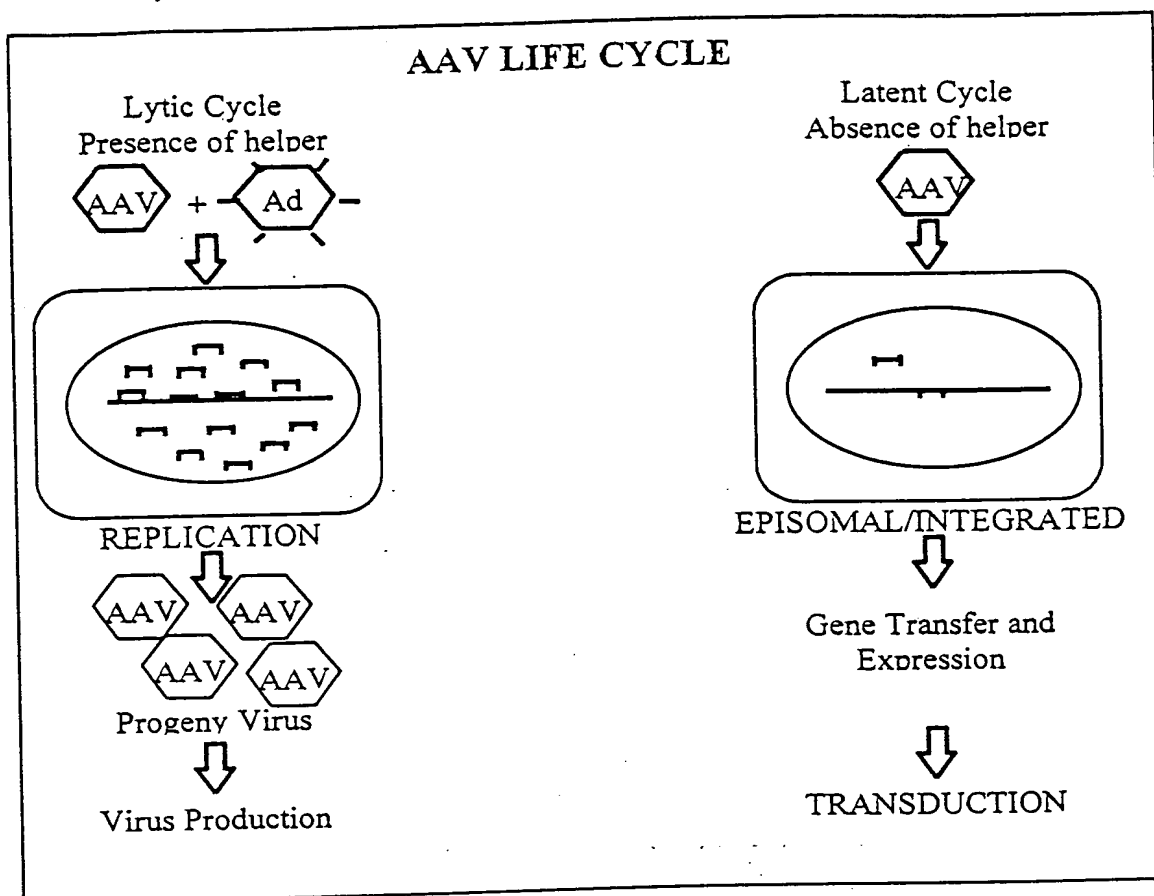 AAV LIFE CYCLE
Lytic Cycle
Presence of helper
AAV + Ad
REPLICATION
AAV AAV
AAV AAV
Progeny Virus
Virus Production
Latent Cycle
Absence of helper
AAV
EPISOMAL/INTEGRATED
Gene Transfer and
Expression
TRANSDUCTION